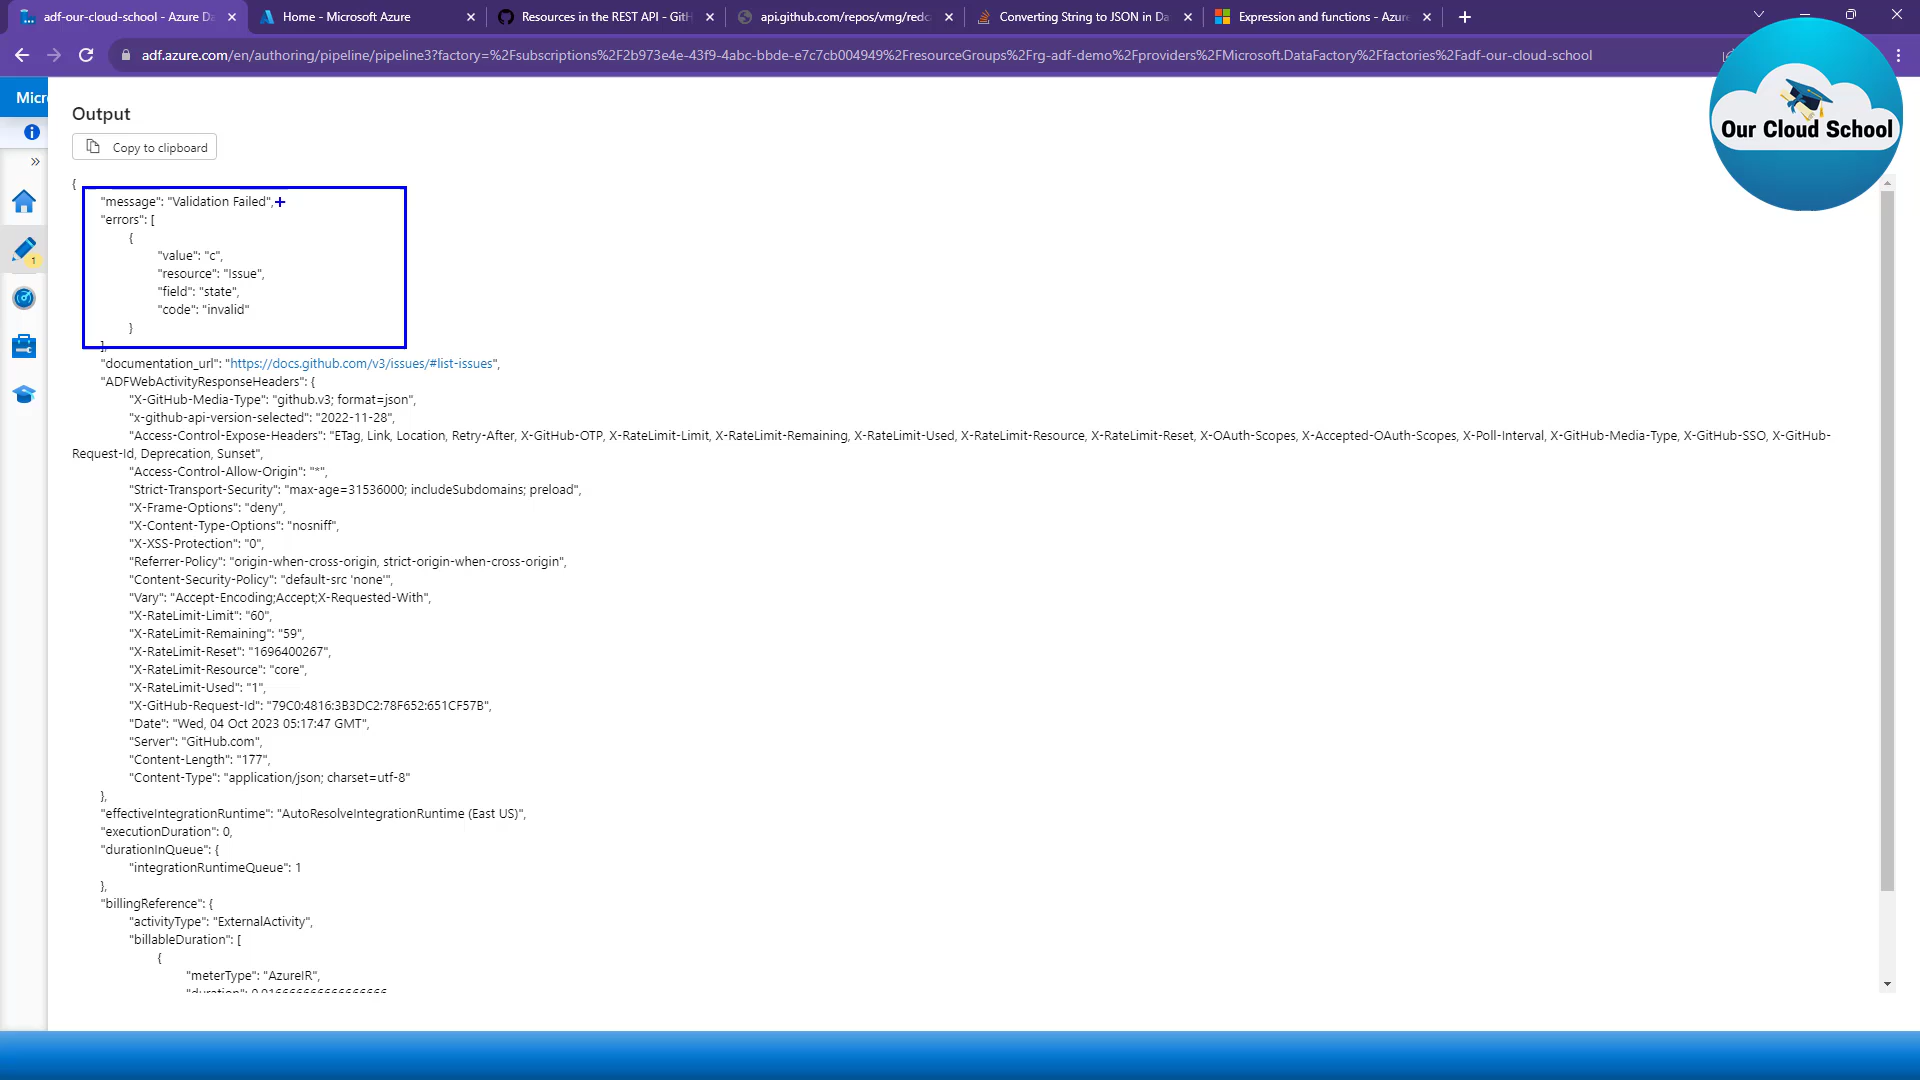 adf-our-cloud-school - Azure Da
Home - Microsoft Azure
Resources in the REST API - GitH
api.github.com/repos/vmg/redc
Converting String to JSON in Da
Expression and functions - Azur
adf.azure.com/en/authoring/pipeline/pipeline3?factory=%2Fsubscriptions%2F2b973e4e-43f9-4abc-bbde-e7c7cb004949%2FresourceGroups%2Frg-adf-demo%2Fproviders%2FMicrosoft.DataFactory%2Ffactories%2Fadf-our-cloud-school
Micr
Our Cloud School
Output
Copy to clipboard
{
"message": "Validation Failed",
"errors": [
{
"value": "c",
"resource": "Issue",
"field": "state",
"code": "invalid"
}
],
"documentation_url": "https://docs.github.com/v3/issues/#list-issues",
"ADFWebActivityResponseHeaders": {
"X-GitHub-Media-Type": "github.v3; format=json",
"x-github-api-version-selected": "2022-11-28",
"Access-Control-Expose-Headers": "ETag, Link, Location, Retry-After, X-GitHub-OTP, X-RateLimit-Limit, X-RateLimit-Remaining, X-RateLimit-Used, X-RateLimit-Resource, X-RateLimit-Reset, X-OAuth-Scopes, X-Accepted-OAuth-Scopes, X-Poll-Interval, X-GitHub-Media-Type, X-GitHub-SSO, X-GitHub-
Request-Id, Deprecation, Sunset",
"Access-Control-Allow-Origin": "*",
"Strict-Transport-Security": "max-age=31536000; includeSubdomains; preload",
"X-Frame-Options": "deny",
"X-Content-Type-Options": "nosniff",
"X-XSS-Protection": "0",
"Referrer-Policy": "origin-when-cross-origin, strict-origin-when-cross-origin",
"Content-Security-Policy": "default-src 'none'",
"Vary": "Accept-Encoding;Accept;X-Requested-With",
"X-RateLimit-Limit": "60",
"X-RateLimit-Remaining": "59",
"X-RateLimit-Reset": "1696400267",
"X-RateLimit-Resource": "core",
"X-RateLimit-Used": "1",
"X-GitHub-Request-Id": "79C0:4816:3B3DC2:78F652:651CF57B",
"Date": "Wed, 04 Oct 2023 05:17:47 GMT",
"Server": "GitHub.com",
"Content-Length": "177",
"Content-Type": "application/json; charset=utf-8"
},
"effectiveIntegrationRuntime": "AutoResolveIntegrationRuntime (East US)",
"executionDuration": 0,
"durationInQueue": {
"integrationRuntimeQueue": 1
},
"billingReference": {
"activityType": "ExternalActivity",
"billableDuration": [
{
"meterType": "AzureIR",
"duration": 0.016666666666666666